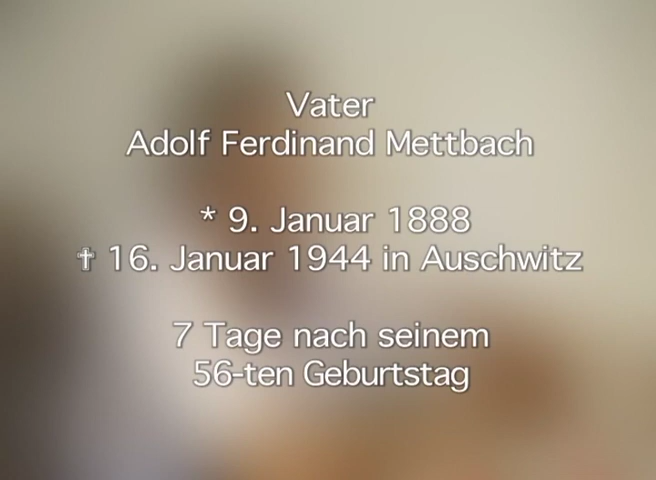 Vater
Adolf Ferdinand Mettbach
* 9. Januar 1888
✝ 16. Januar 1944 in Auschwitz
7 Tage nach seinem
56-ten Geburtstag